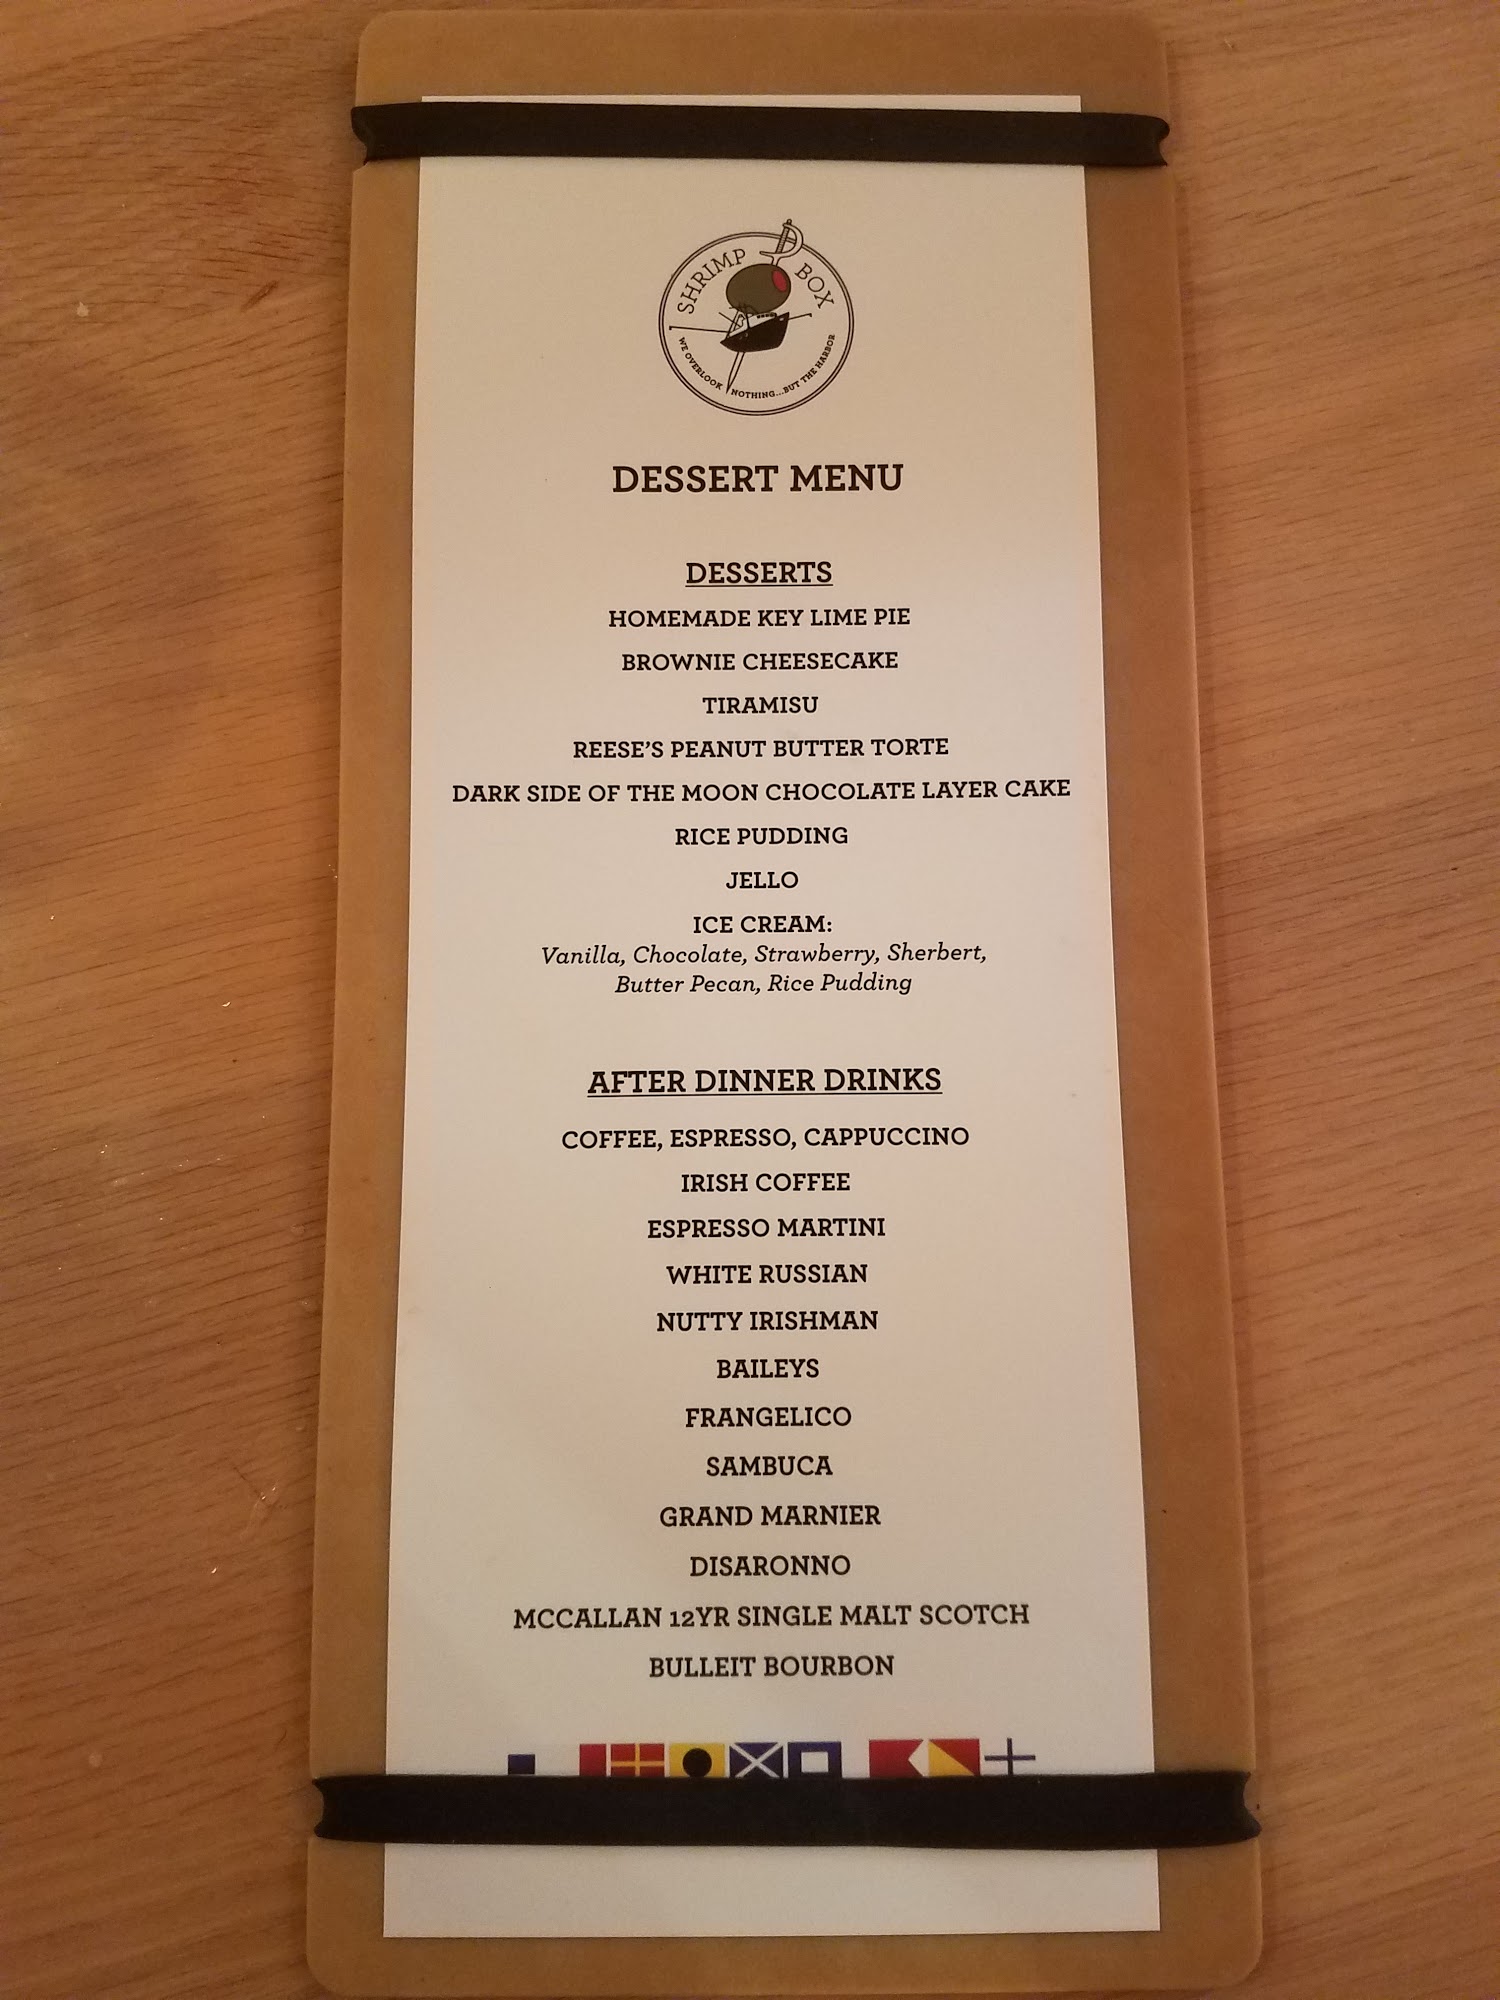 SHRIMP BOX
WE OVERLOOK NOTHING...BUT THE HARBOR
DESSERT MENU
DESSERTS
HOMEMADE KEY LIME PIE
BROWNIE CHEESECAKE
TIRAMISU
REESE'S PEANUT BUTTER TORTE
DARK SIDE OF THE MOON CHOCOLATE LAYER CAKE
RICE PUDDING
JELLO
ICE CREAM:
Vanilla, Chocolate, Strawberry, Sherbert,
Butter Pecan, Rice Pudding
AFTER DINNER DRINKS
COFFEE, ESPRESSO, CAPPUCCINO
IRISH COFFEE
ESPRESSO MARTINI
WHITE RUSSIAN
NUTTY IRISHMAN
BAILEYS
FRANGELICO
SAMBUCA
GRAND MARNIER
DISARONNO
MCCALLAN 12YR SINGLE MALT SCOTCH
BULLEIT BOURBON